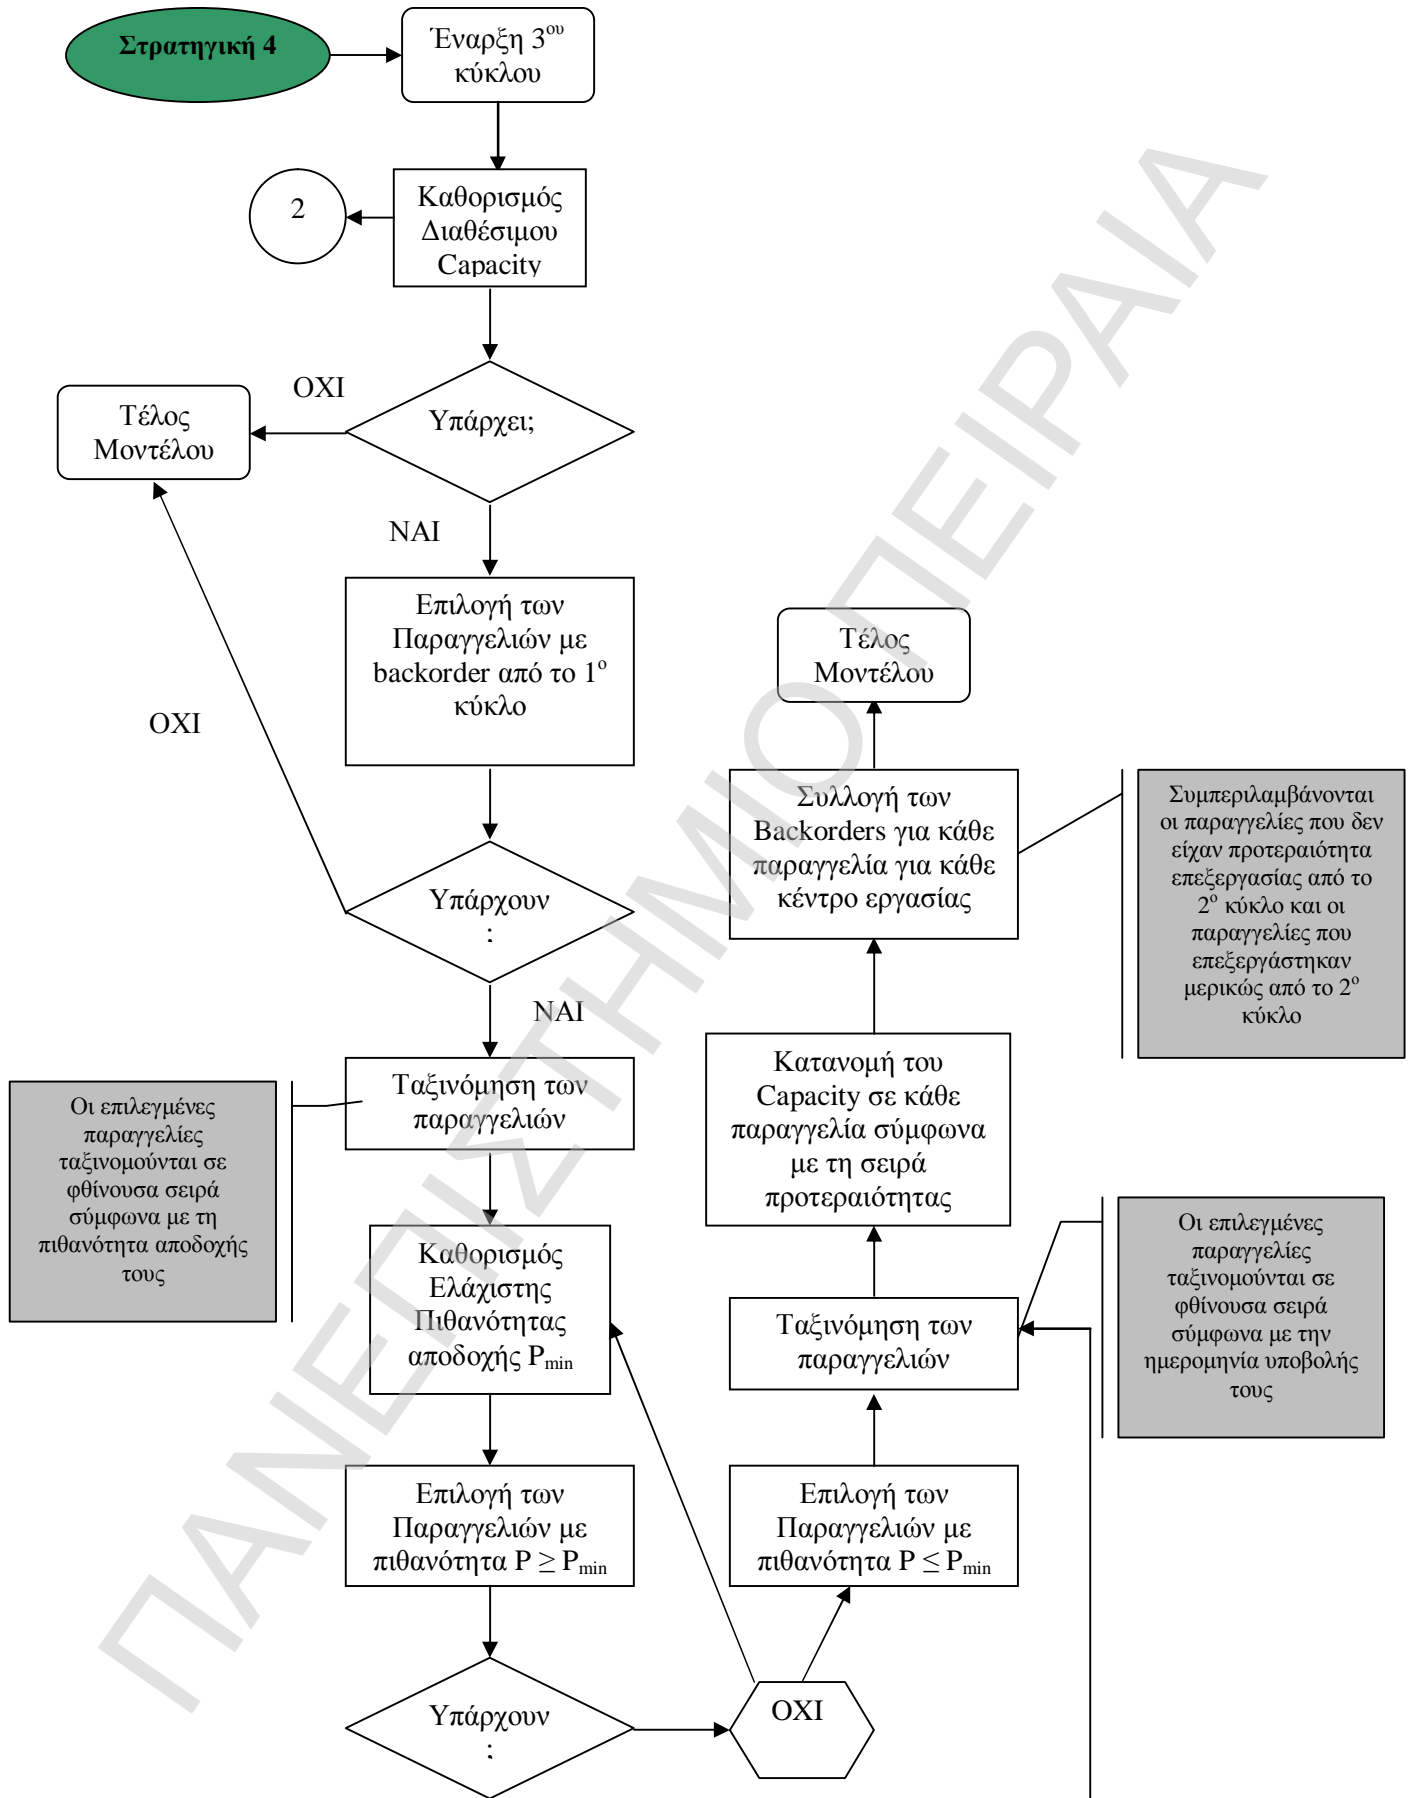 Στρατηγική 4
Έναρξη 3ου
κύκλου
2
Καθορισμός
Διαθέσιμου
Capacity
ΟΧΙ
Υπάρχει;
Τέλος
Μοντέλου
ΝΑΙ
Επιλογή των
Παραγγελιών με
backorder από το 1ο
κύκλο
ΟΧΙ
Υπάρχουν
;
ΝΑΙ
Ταξινόμηση των
παραγγελιών
Οι επιλεγμένες
παραγγελίες
ταξινομούνται σε
φθίνουσα σειρά
σύμφωνα με τη
πιθανότητα αποδοχής
τους
Καθορισμός
Ελάχιστης
Πιθανότητας
αποδοχής Pmin
Επιλογή των
Παραγγελιών με
πιθανότητα P ≥ Pmin
Υπάρχουν
;
ΟΧΙ
Επιλογή των
Παραγγελιών με
πιθανότητα P ≤ Pmin
Ταξινόμηση των
παραγγελιών
Οι επιλεγμένες
παραγγελίες
ταξινομούνται σε
φθίνουσα σειρά
σύμφωνα με την
ημερομηνία υποβολής
τους
Κατανομή του
Capacity σε κάθε
παραγγελία σύμφωνα
με τη σειρά
προτεραιότητας
Συλλογή των
Backorders για κάθε
παραγγελία για κάθε
κέντρο εργασίας
Συμπεριλαμβάνονται
οι παραγγελίες που δεν
είχαν προτεραιότητα
επεξεργασίας από το
2ο κύκλο και οι
παραγγελίες που
επεξεργάστηκαν
μερικώς από το 2ο
κύκλο
Τέλος
Μοντέλου
ΠΑΝΕΠΙΣΤΗΜΙΟ ΠΕΙΡΑΙΑ